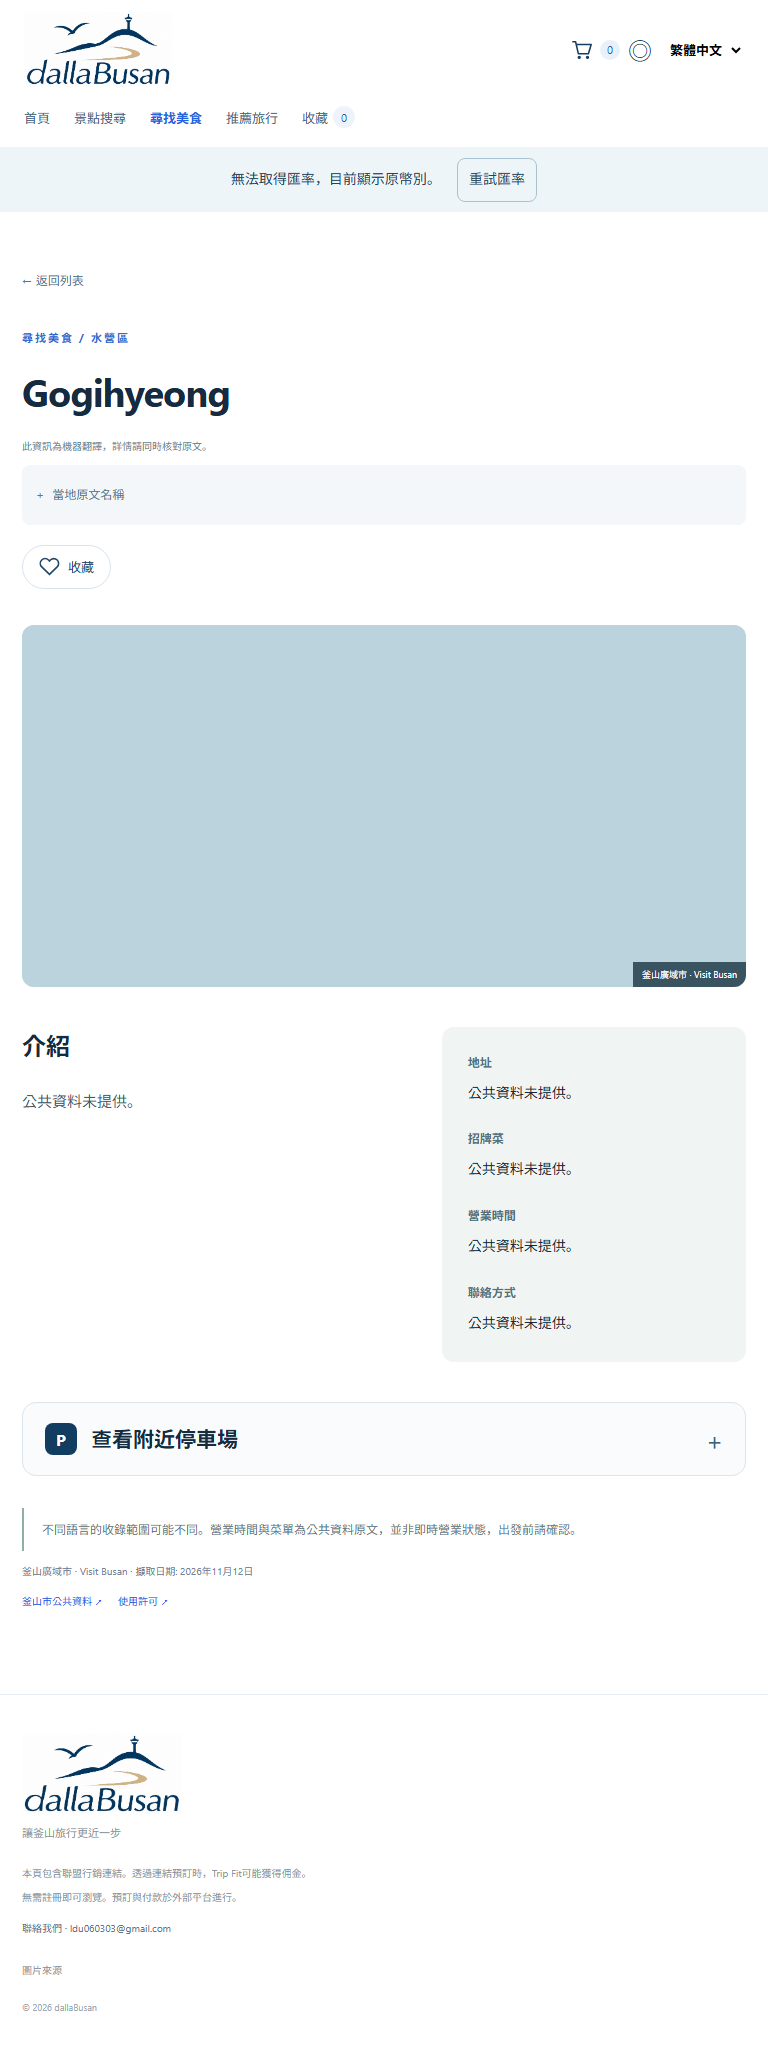 dallaBusan
0
繁體中文
首頁
景點搜尋
尋找美食
推薦旅行
收藏 0
無法取得匯率，目前顯示原幣別。
重試匯率
← 返回列表
尋找美食 / 水營區
Gogihyeong
此資訊為機器翻譯，詳情請同時核對原文。
+ 當地原文名稱
收藏
釜山廣域市 · Visit Busan
介紹
公共資料未提供。
地址
公共資料未提供。
招牌菜
公共資料未提供。
營業時間
公共資料未提供。
聯絡方式
公共資料未提供。
P 查看附近停車場 +
不同語言的收錄範圍可能不同。營業時間與菜單為公共資料原文，並非即時營業狀態，出發前請確認。
釜山廣域市 · Visit Busan · 擷取日期: 2026年11月12日
釜山市公共資料 ↗ 使用許可 ↗
dallaBusan
讓釜山旅行更近一步
本頁包含聯盟行銷連結。透過連結預訂時，Trip Fit可能獲得佣金。
無需註冊即可瀏覽。預訂與付款於外部平台進行。
聯絡我們 · ldu060303@gmail.com
圖片來源
© 2026 dallaBusan